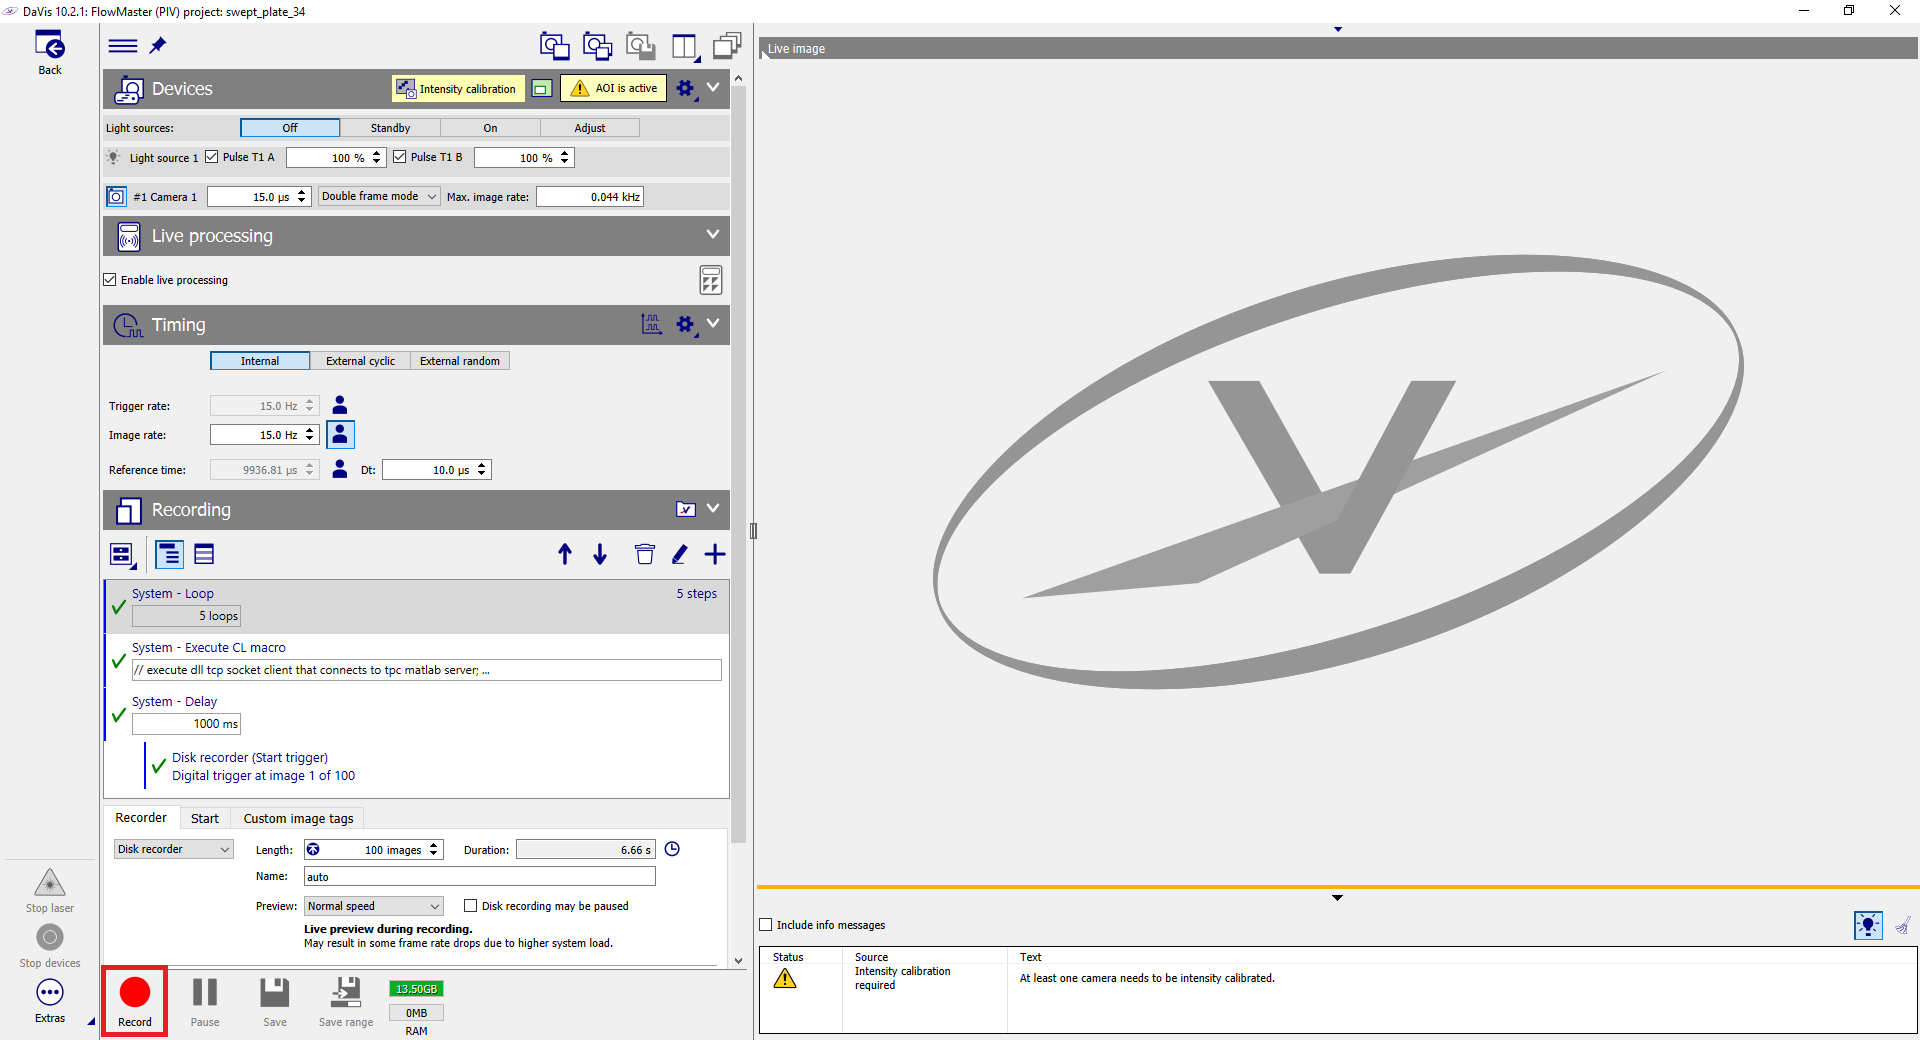 DaVis 10.2.1: FlowMaster (PIV) project: swept_plate_34
Back
Devices
Intensity calibration
AOI is active
Light sources:
Off
Standby
On
Adjust
Light source 1
Pulse T1 A
100 %
Pulse T1 B
100 %
#1 Camera 1
15.0 µs
Double frame mode
Max. image rate:
0.044 kHz
Live processing
Enable live processing
Timing
Internal
External cyclic
External random
Trigger rate:
15.0 Hz
Image rate:
15.0 Hz
Reference time:
9936.81 µs
Dt:
10.0 µs
Recording
System - Loop
5 steps
5 loops
System - Execute CL macro
// execute dll tcp socket client that connects to tpc matlab server; ...
System - Delay
1000 ms
Disk recorder (Start trigger)
Digital trigger at image 1 of 100
Recorder
Start
Custom image tags
Disk recorder
Length:
100 images
Duration:
6.66 s
Name:
auto
Preview:
Normal speed
Disk recording may be paused
Live preview during recording.
May result in some frame rate drops due to higher system load.
Stop laser
Stop devices
Extras
Record
Pause
Save
Save range
13.50GB
0MB
RAM
Live image
Include info messages
Status
Source
Text
Intensity calibration
required
At least one camera needs to be intensity calibrated.